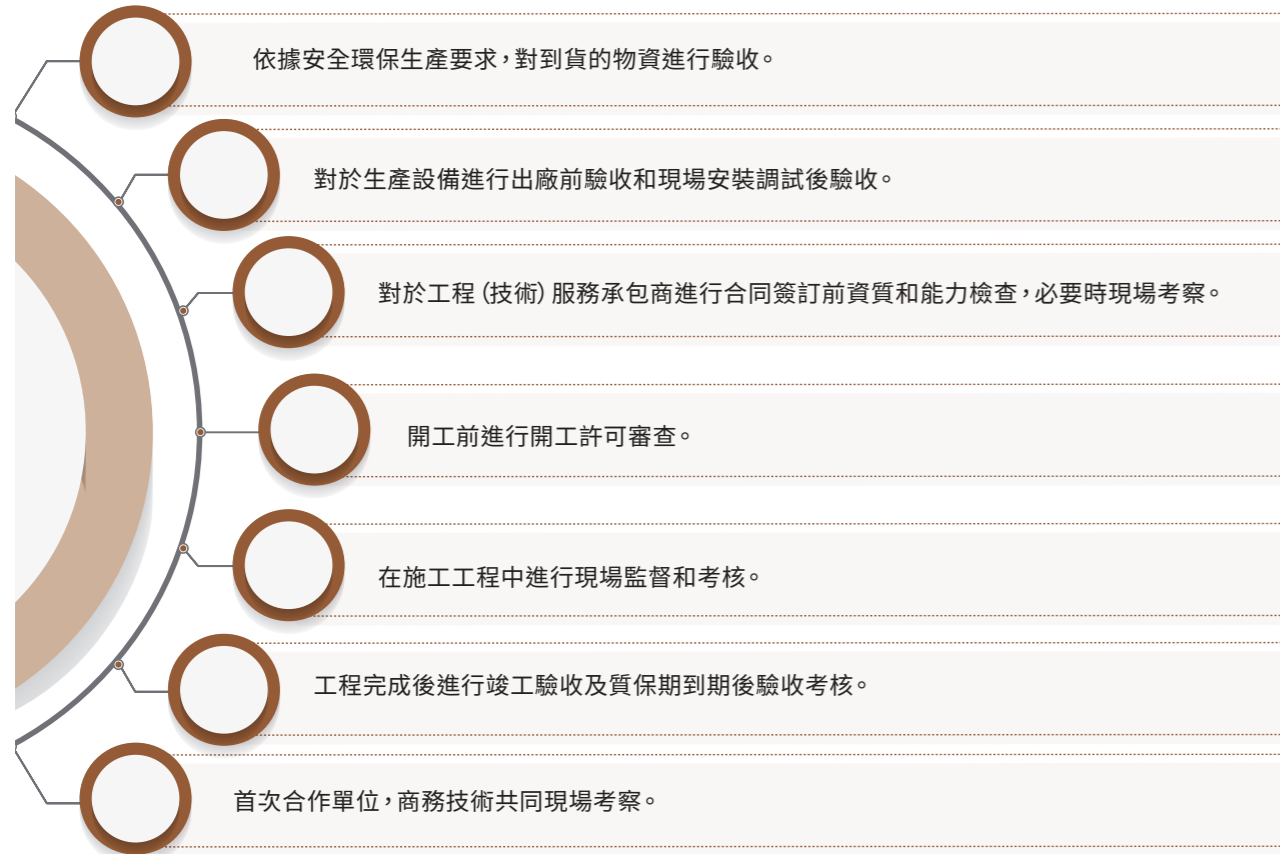 依據安全環保生產要求，對到貨的物資進行驗收。
對於生產設備進行出廠前驗收和現場安裝調試後驗收。
對於工程（技術）服務承包商進行合同簽訂前資質和能力檢查，必要時現場考察。
開工前進行開工許可審查。
在施工工程中進行現場監督和考核。
工程完成後進行竣工驗收及質保期到期後驗收考核。
首次合作單位，商務技術共同現場考察。